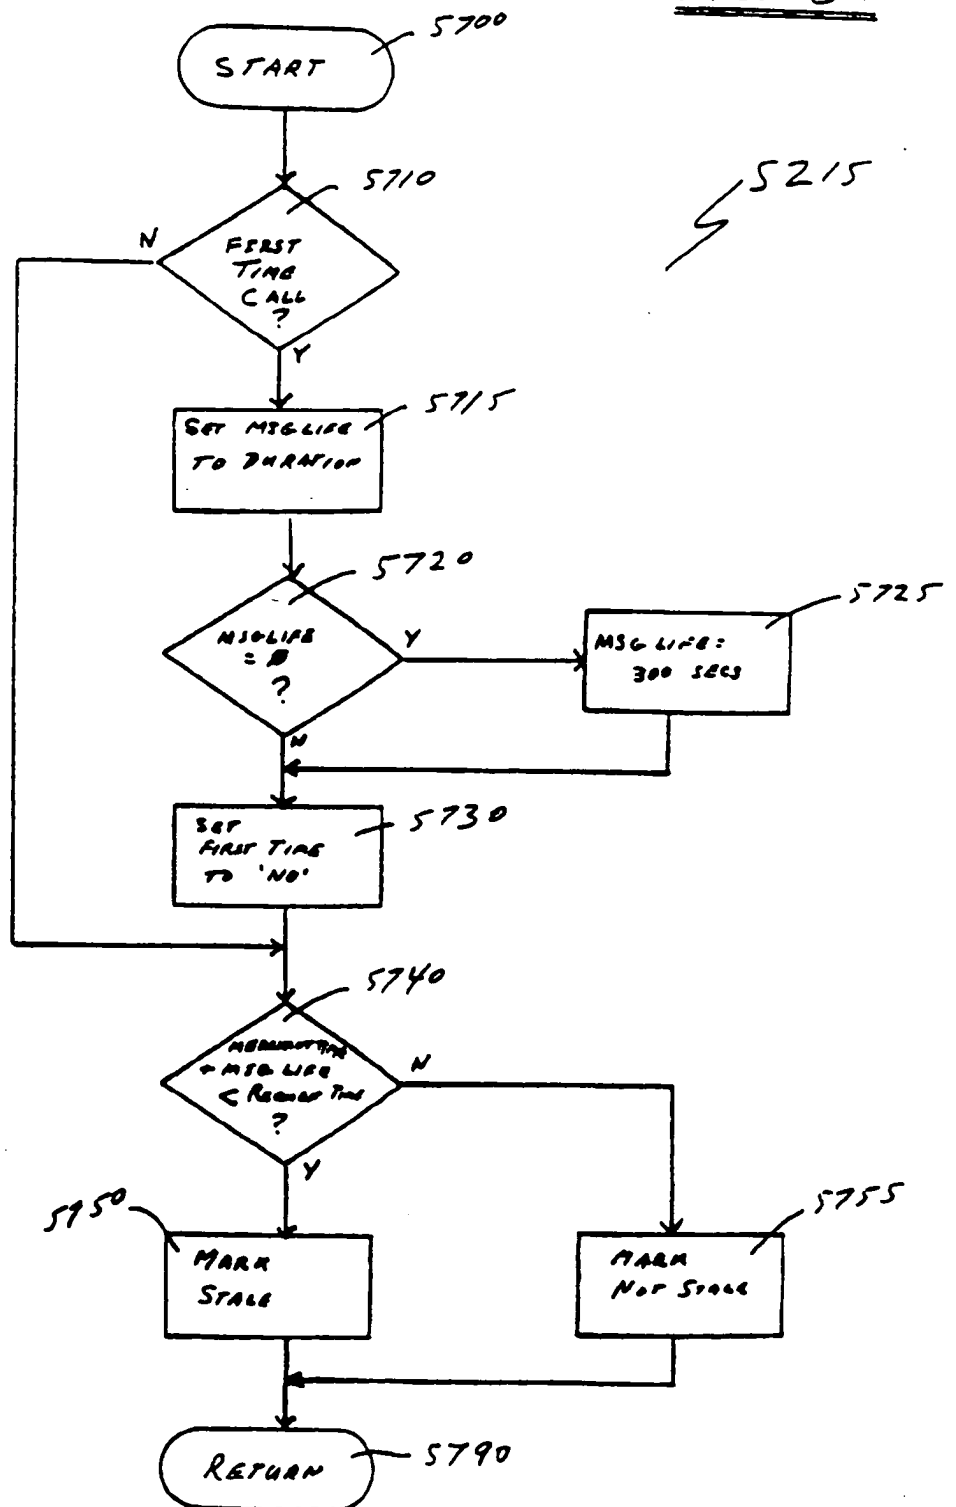 5700
START
5710
5215
N
FIRST
TIME
CALL
?
Y
5715
SET MSGLIFE
TO DURATION
5720
5725
MSGLIFE
= 0
?
Y
MSG LIFE =
300 SECS
N
5730
SET
FIRST TIME
TO 'NO'
5740
+ MSG LIFE
< REQUEST TIME
?
N
Y
5950
5755
MARK
STALE
MARK
NOT STALE
RETURN
5790